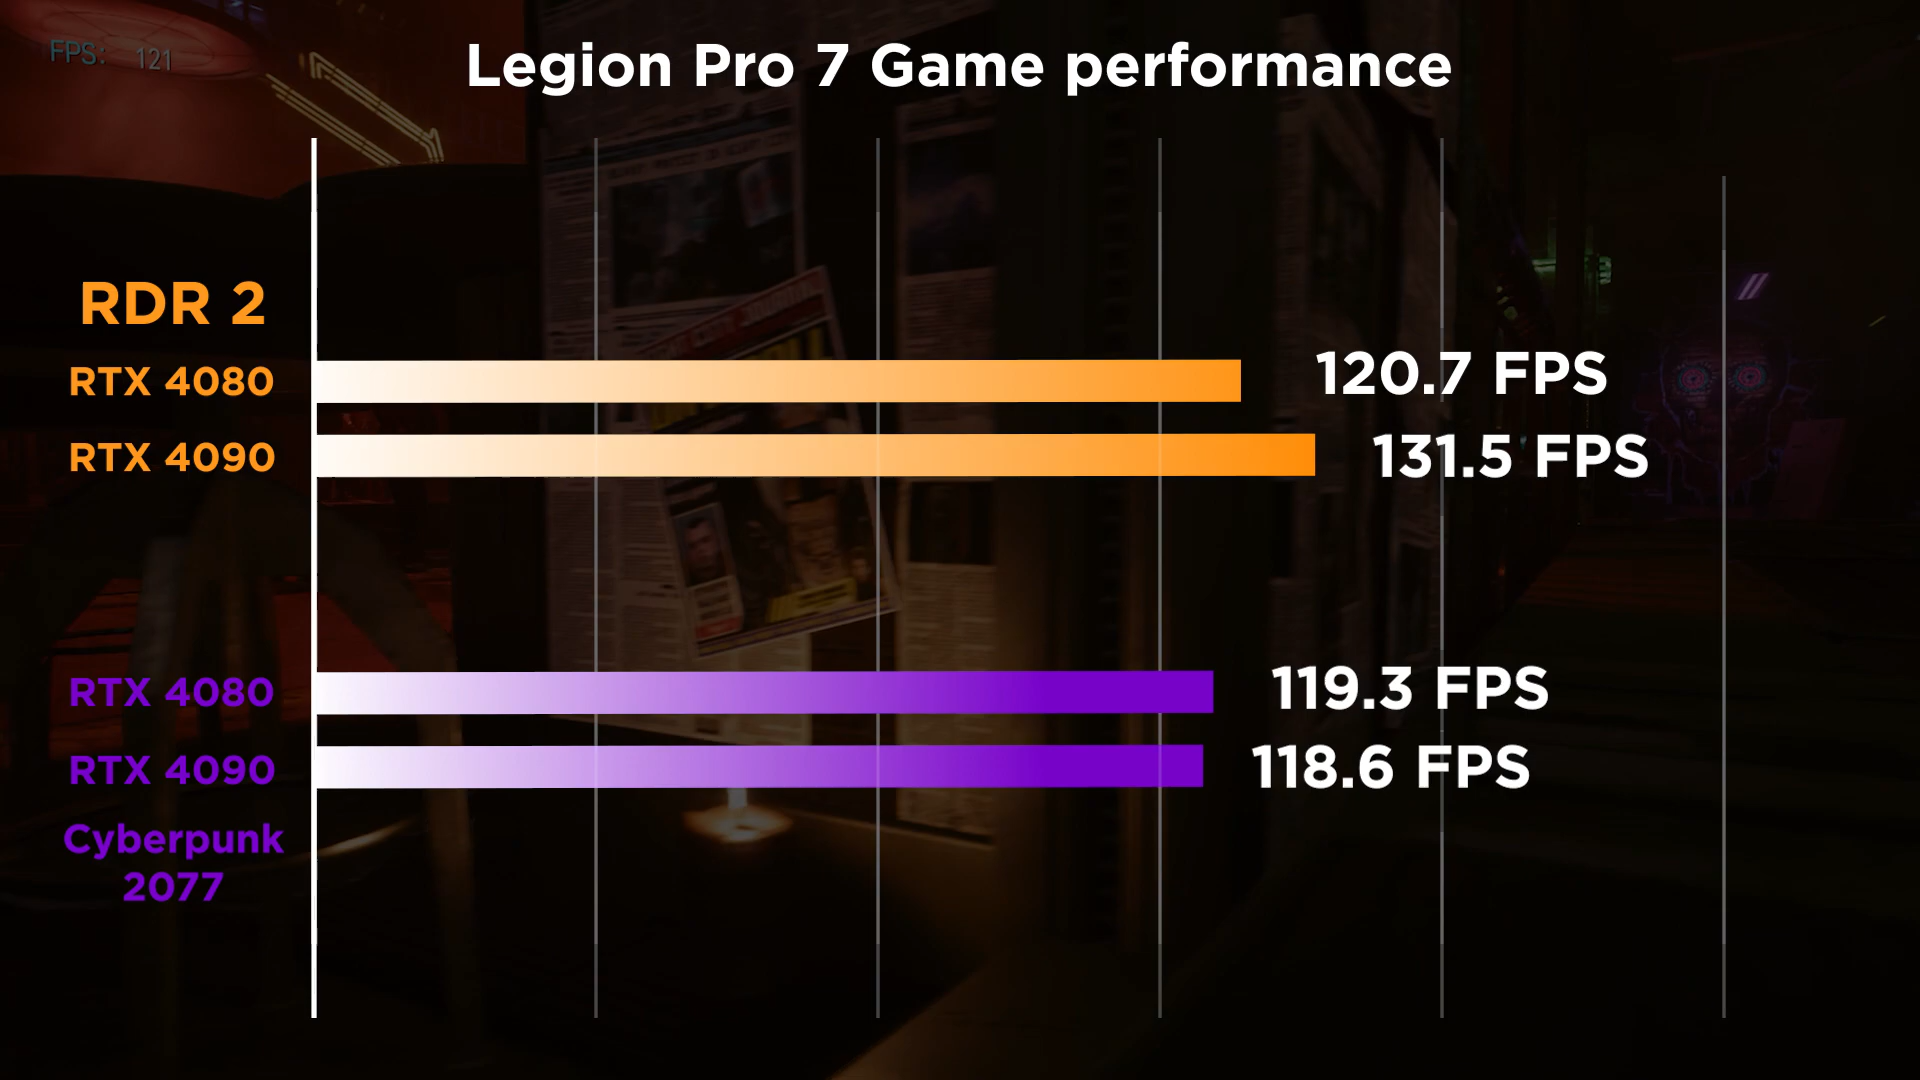 FPS: 121
Legion Pro 7 Game performance
RDR 2
RTX 4080 120.7 FPS
RTX 4090 131.5 FPS
RTX 4080 119.3 FPS
RTX 4090 118.6 FPS
Cyberpunk
2077